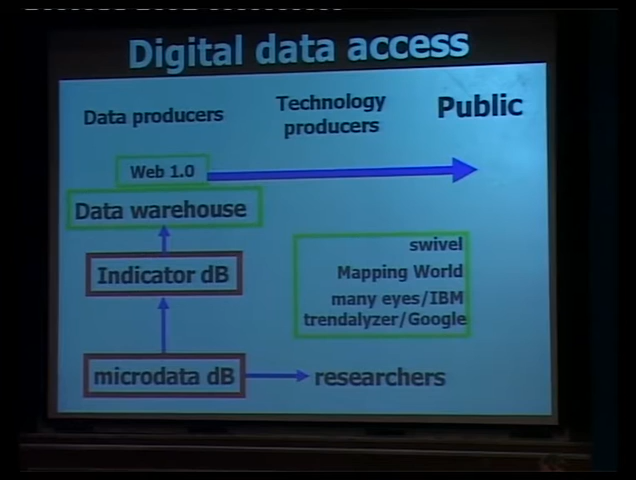 Digital data access
Data producers
Technology
producers
Public
Web 1.0
Data warehouse
Indicator dB
microdata dB
researchers
swivel
Mapping World
many eyes/IBM
trendalyzer/Google